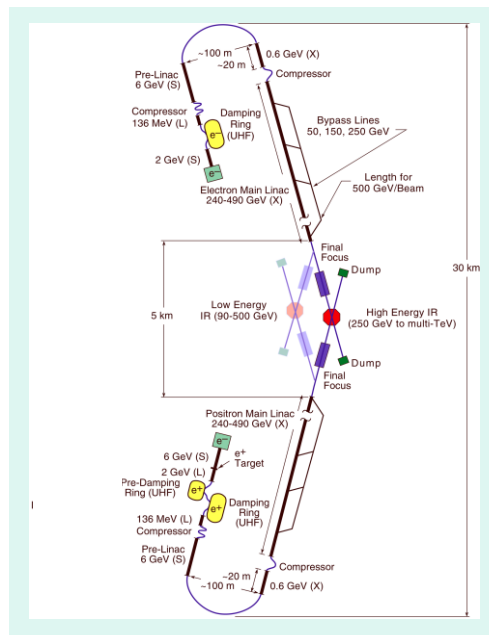 ~100 m
0.6 GeV (X)
~20 m
Compressor
Pre-Linac
6 GeV (S)
Compressor
136 MeV (L)
Damping
Ring
(UHF)
e–
2 GeV (S)
e–
Bypass Lines
50, 150, 250 GeV
Electron Main Linac
240-490 GeV (X)
Length for
500 GeV/Beam
Final
Focus
Dump
30 km
5 km
Low Energy
IR (90-500 GeV)
High Energy IR
(250 GeV to multi-TeV)
Dump
Final
Focus
Positron Main Linac
240-490 GeV (X)
e–
6 GeV (S)
e+
Target
2 GeV (L)
Pre-Damping
Ring (UHF)
e+
e+
Damping
Ring
(UHF)
136 MeV (L)
Compressor
Pre-Linac
6 GeV (S)
Compressor
~20 m
~100 m
0.6 GeV (X)